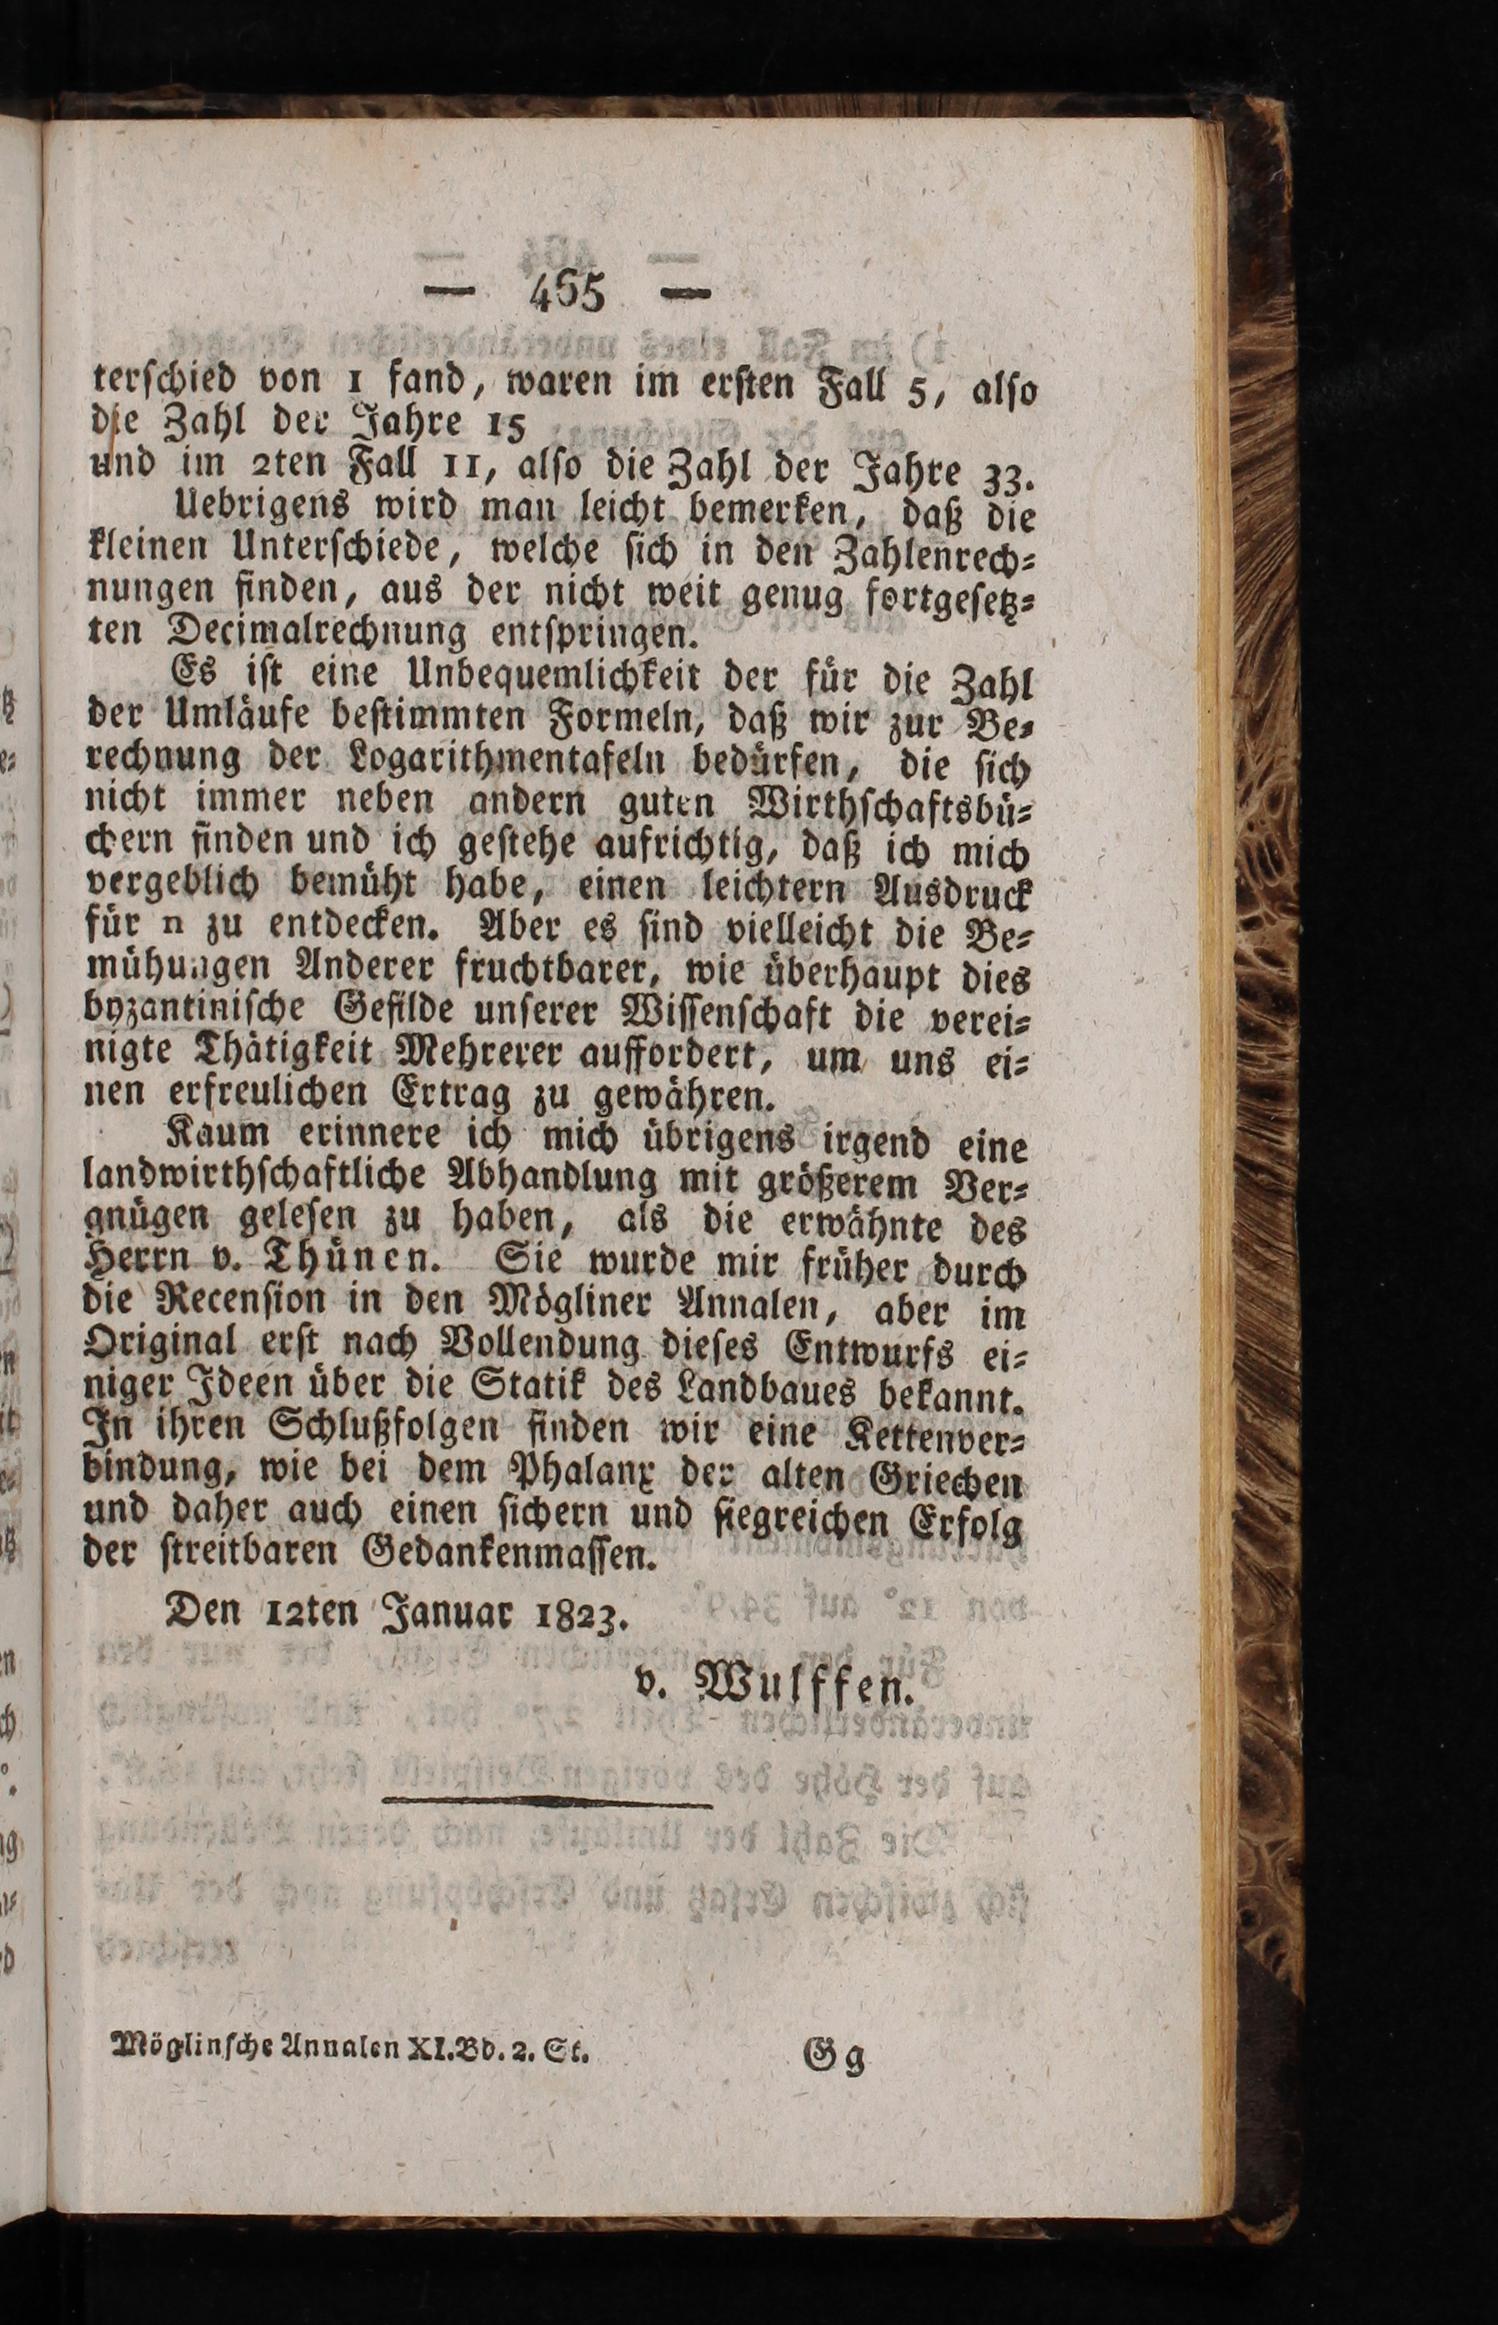 — 465 —
terſchied von 1 fand, waren im erſten Fall 5, alſo
die Zahl der Jahre 15
und im 2ten Fall 11, alſo die Zahl der Jahre 33.
Uebrigens wird man leicht bemerken, daß die
kleinen Unterſchiede, welche ſich in den Zahlenrech⸗
nungen finden, aus der nicht weit genug fortgeſetz⸗
ten Decimalrechnung entſpringen.
Es iſt eine Unbequemlichkeit der für die Zahl
der Umläufe beſtimmten Formeln, daß wir zur Be⸗
rechnung der Logarithmentafeln bedürfen, die ſich
nicht immer neben andern guten Wirthſchaftsbü⸗
chern finden und ich geſtehe aufrichtig, daß ich mich
vergeblich bemüht habe, einen leichtern Ausdruck
für n zu entdecken. Aber es ſind vielleicht die Be⸗
mühungen Anderer fruchtbarer, wie überhaupt dies
byzantiniſche Gefilde unſerer Wiſſenſchaft die verei⸗
nigte Thätigkeit Mehrerer auffordert, um uns ei⸗
nen erfreulichen Ertrag zu gewähren.
Kaum erinnere ich mich übrigens irgend eine
landwirthſchaftliche Abhandlung mit größerem Ver⸗
gnügen geleſen zu haben, als die erwähnte des
Herrn v. Thünen. Sie wurde mir früher durch
die Recenſion in den Mögliner Annalen, aber im
Original erſt nach Vollendung dieſes Entwurfs ei⸗
niger Ideen über die Statik des Landbaues bekannt.
In ihren Schlußfolgen finden wir eine Kettenver⸗
bindung, wie bei dem Phalanx der alten Griechen
und daher auch einen ſichern und ſiegreichen Erfolg
der ſtreitbaren Gedankenmaſſen.
Den 12ten Januar 1823.
v. Wulffen.
Möglinſche Annalen XI. Bd. 2. St. Gg